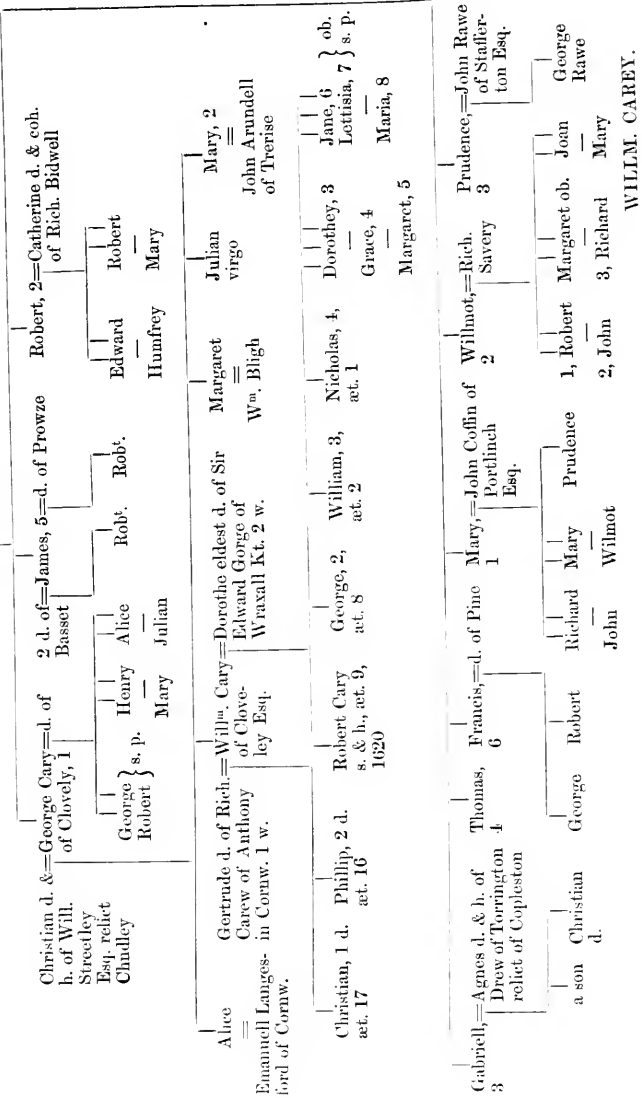 Christian d. &=George Cary=d. of
h. of Will. of Clovely, 1
Streetley
Esq. relict
Chudley
George } s. p.
Robert
Henry
—
Mary
Alice
—
Julian
2 d. of=James, 5=d. of Prowze
Basset
Robt.
Robt.
Robert, 2=Catherine d. & coh.
of Rich. Bidwell
Edward
—
Humfrey
Robert
—
Mary
Alice
=
Emanuell Langes-
ford of Cornw.
Gertrude d. of Rich.=Willm. Cary=Dorothe eldest d. of Sir
Carew of Anthony of Clove- Edward Gorge of
in Cornw. 1 w. ley Esq. Wraxall Kt. 2 w.
Margaret
=
Wm. Bligh
Julian
virgo
Mary, 2
=
John Arundell
of Trerise
Christian, 1 d.
æt. 17
Phillip, 2 d.
æt. 16
Robert Cary
s. & h., æt. 9,
1620
George, 2,
æt. 8
William, 3,
æt. 2
Nicholas, 4,
æt. 1
Dorothey, 3
—
Grace, 4
—
Margaret, 5
Jane, 6
Lettisia, 7 } ob. s. p.
—
Maria, 8
Gabriell,=Agnes d. & h. of
3 Drew of Torrington
relict of Copleston
a son
Christian
d.
Thomas,
4
Francis,=d. of Pine
6
George
Robert
Mary,=John Coffin of
1 Portlinch
Esq.
Richard
—
John
Mary
—
Wilmot
Prudence
Willmot,=Rich.
2 Savery
1, Robert
—
2, John
Margaret ob.
—
3, Richard
Joan
—
Mary
Prudence,=John Rawe
3 of Staffer-
ton Esq.
George
Rawe
WILLM. CAREY.